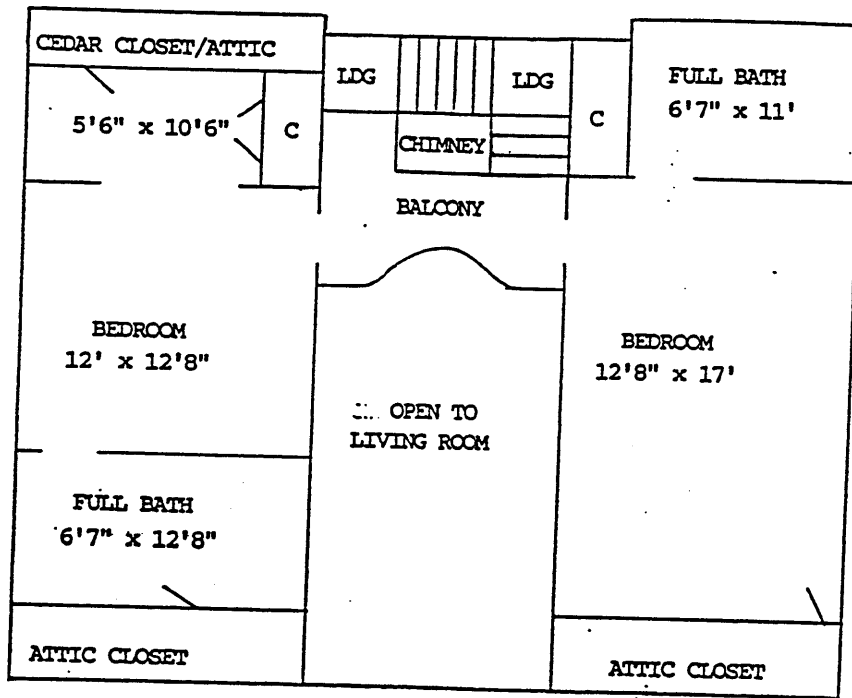 CEDAR CLOSET/ATTIC
LDG
LDG
FULL BATH
6'7" x 11'
5'6" x 10'6"
C
C
CHIMNEY
BALCONY
BEDROOM
12' x 12'8"
BEDROOM
12'8" x 17'
OPEN TO
LIVING ROOM
FULL BATH
6'7" x 12'8"
ATTIC CLOSET
ATTIC CLOSET